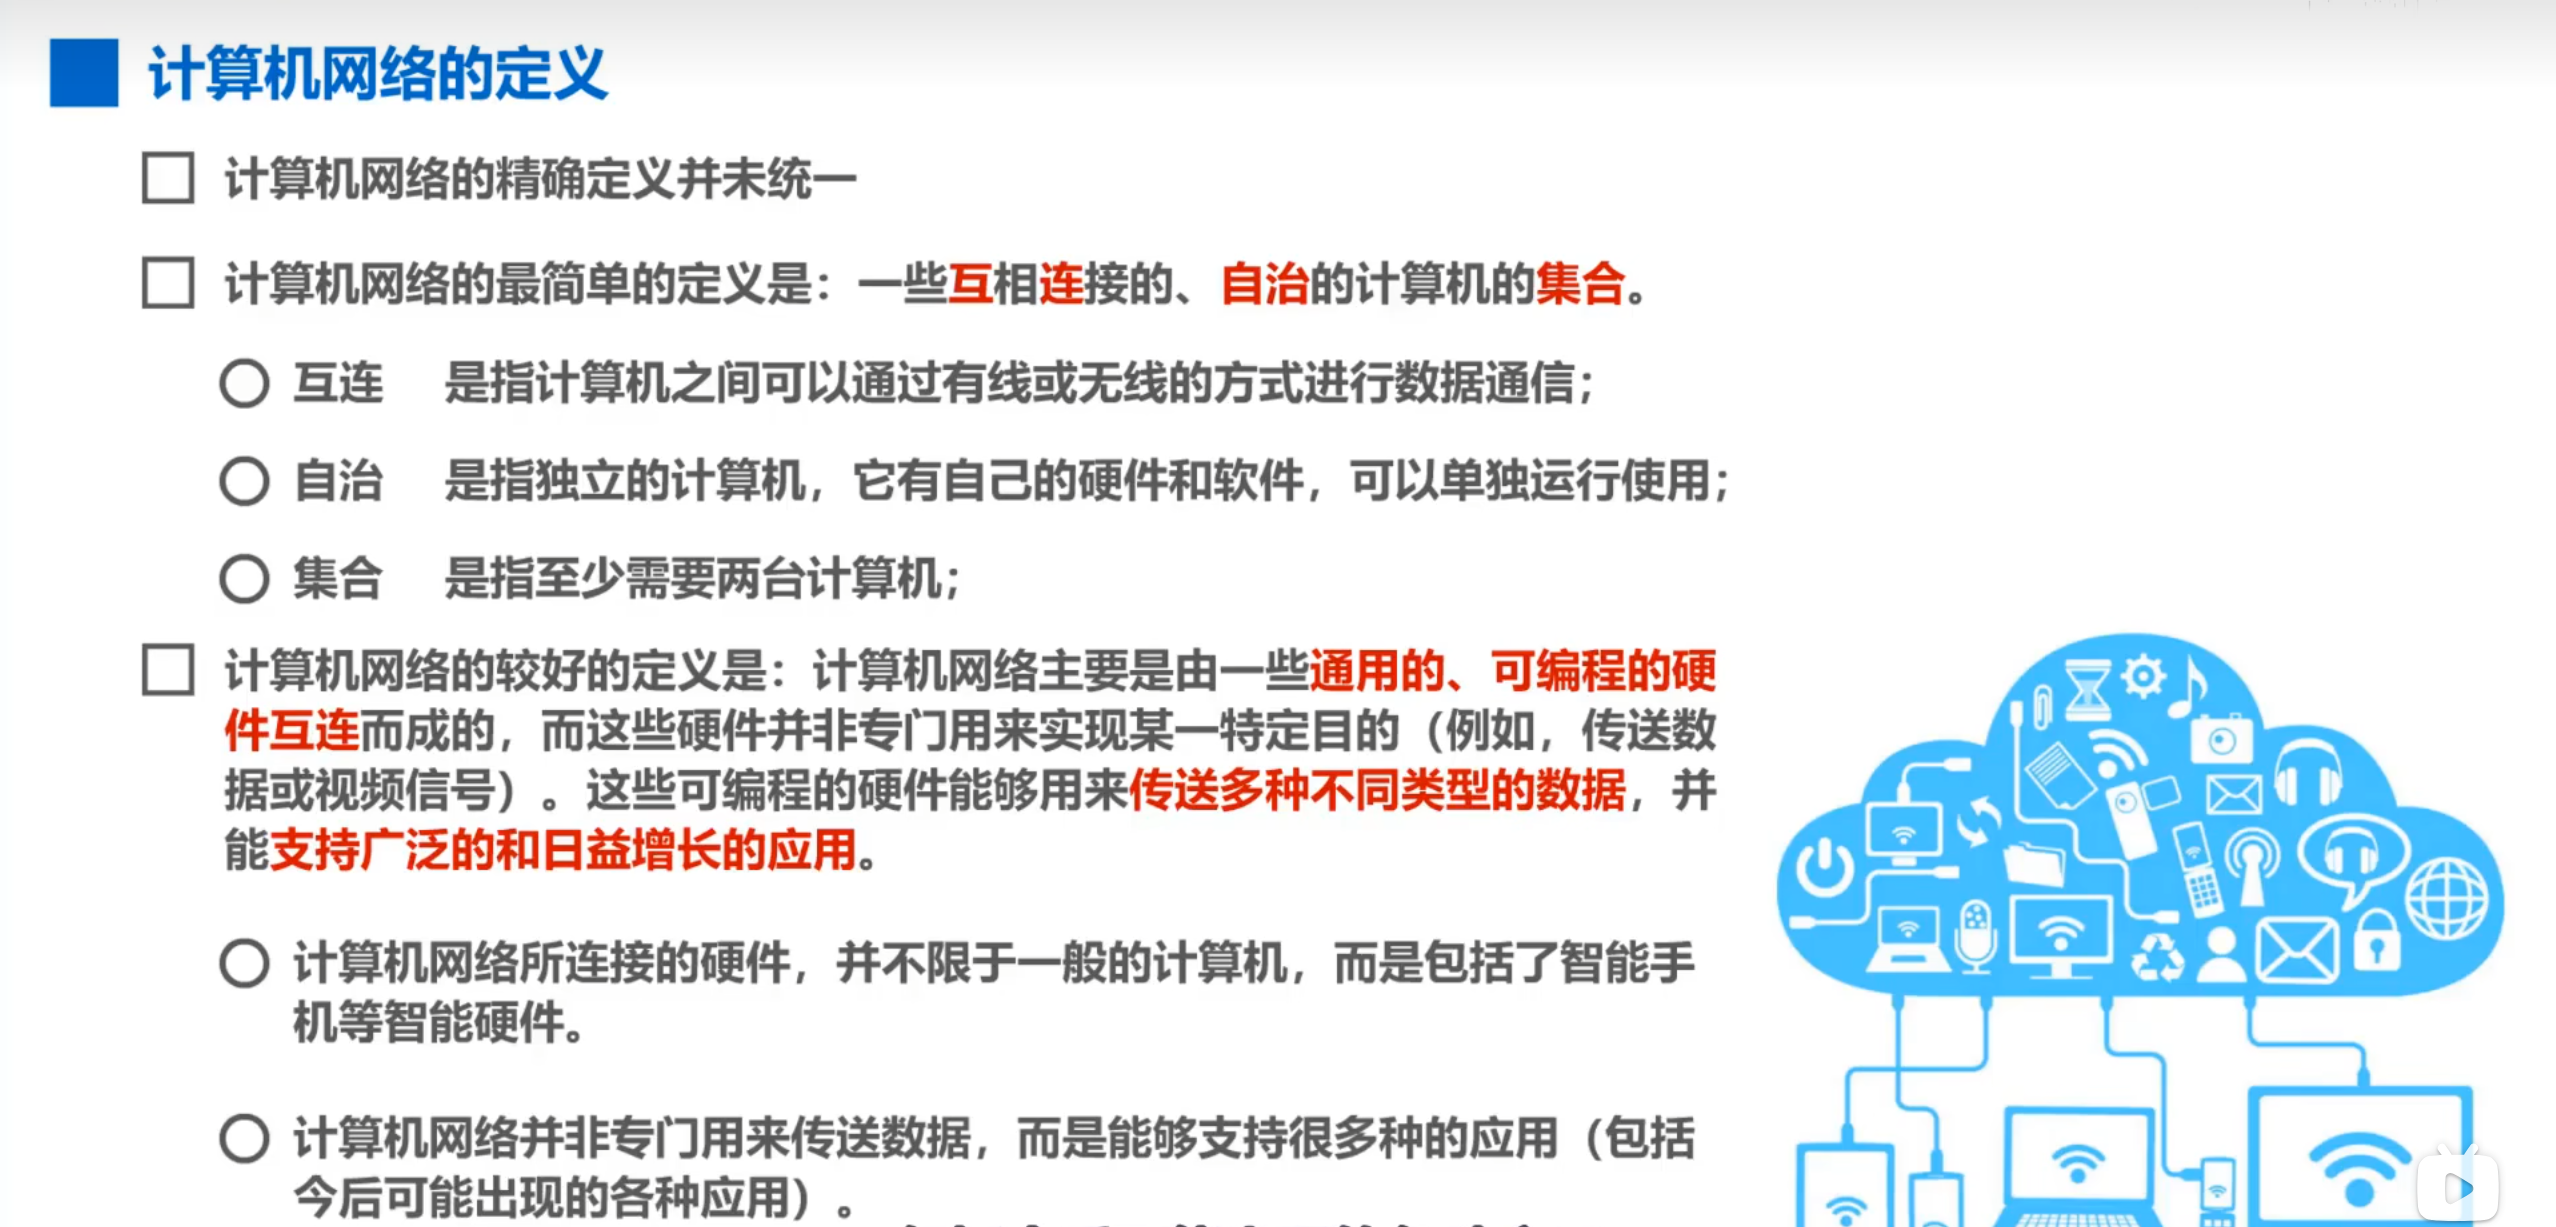 计算机网络的定义
计算机网络的精确定义并未统一
计算机网络的最简单的定义是：一些互相连接的、自治的计算机的集合。
互连 是指计算机之间可以通过有线或无线的方式进行数据通信；
自治 是指独立的计算机，它有自己的硬件和软件，可以单独运行使用；
集合 是指至少需要两台计算机；
计算机网络的较好的定义是：计算机网络主要是由一些通用的、可编程的硬
件互连而成的，而这些硬件并非专门用来实现某一特定目的（例如，传送数
据或视频信号）。这些可编程的硬件能够用来传送多种不同类型的数据，并
能支持广泛的和日益增长的应用。
计算机网络所连接的硬件，并不限于一般的计算机，而是包括了智能手
机等智能硬件。
计算机网络并非专门用来传送数据，而是能够支持很多种的应用（包括
今后可能出现的各种应用）。